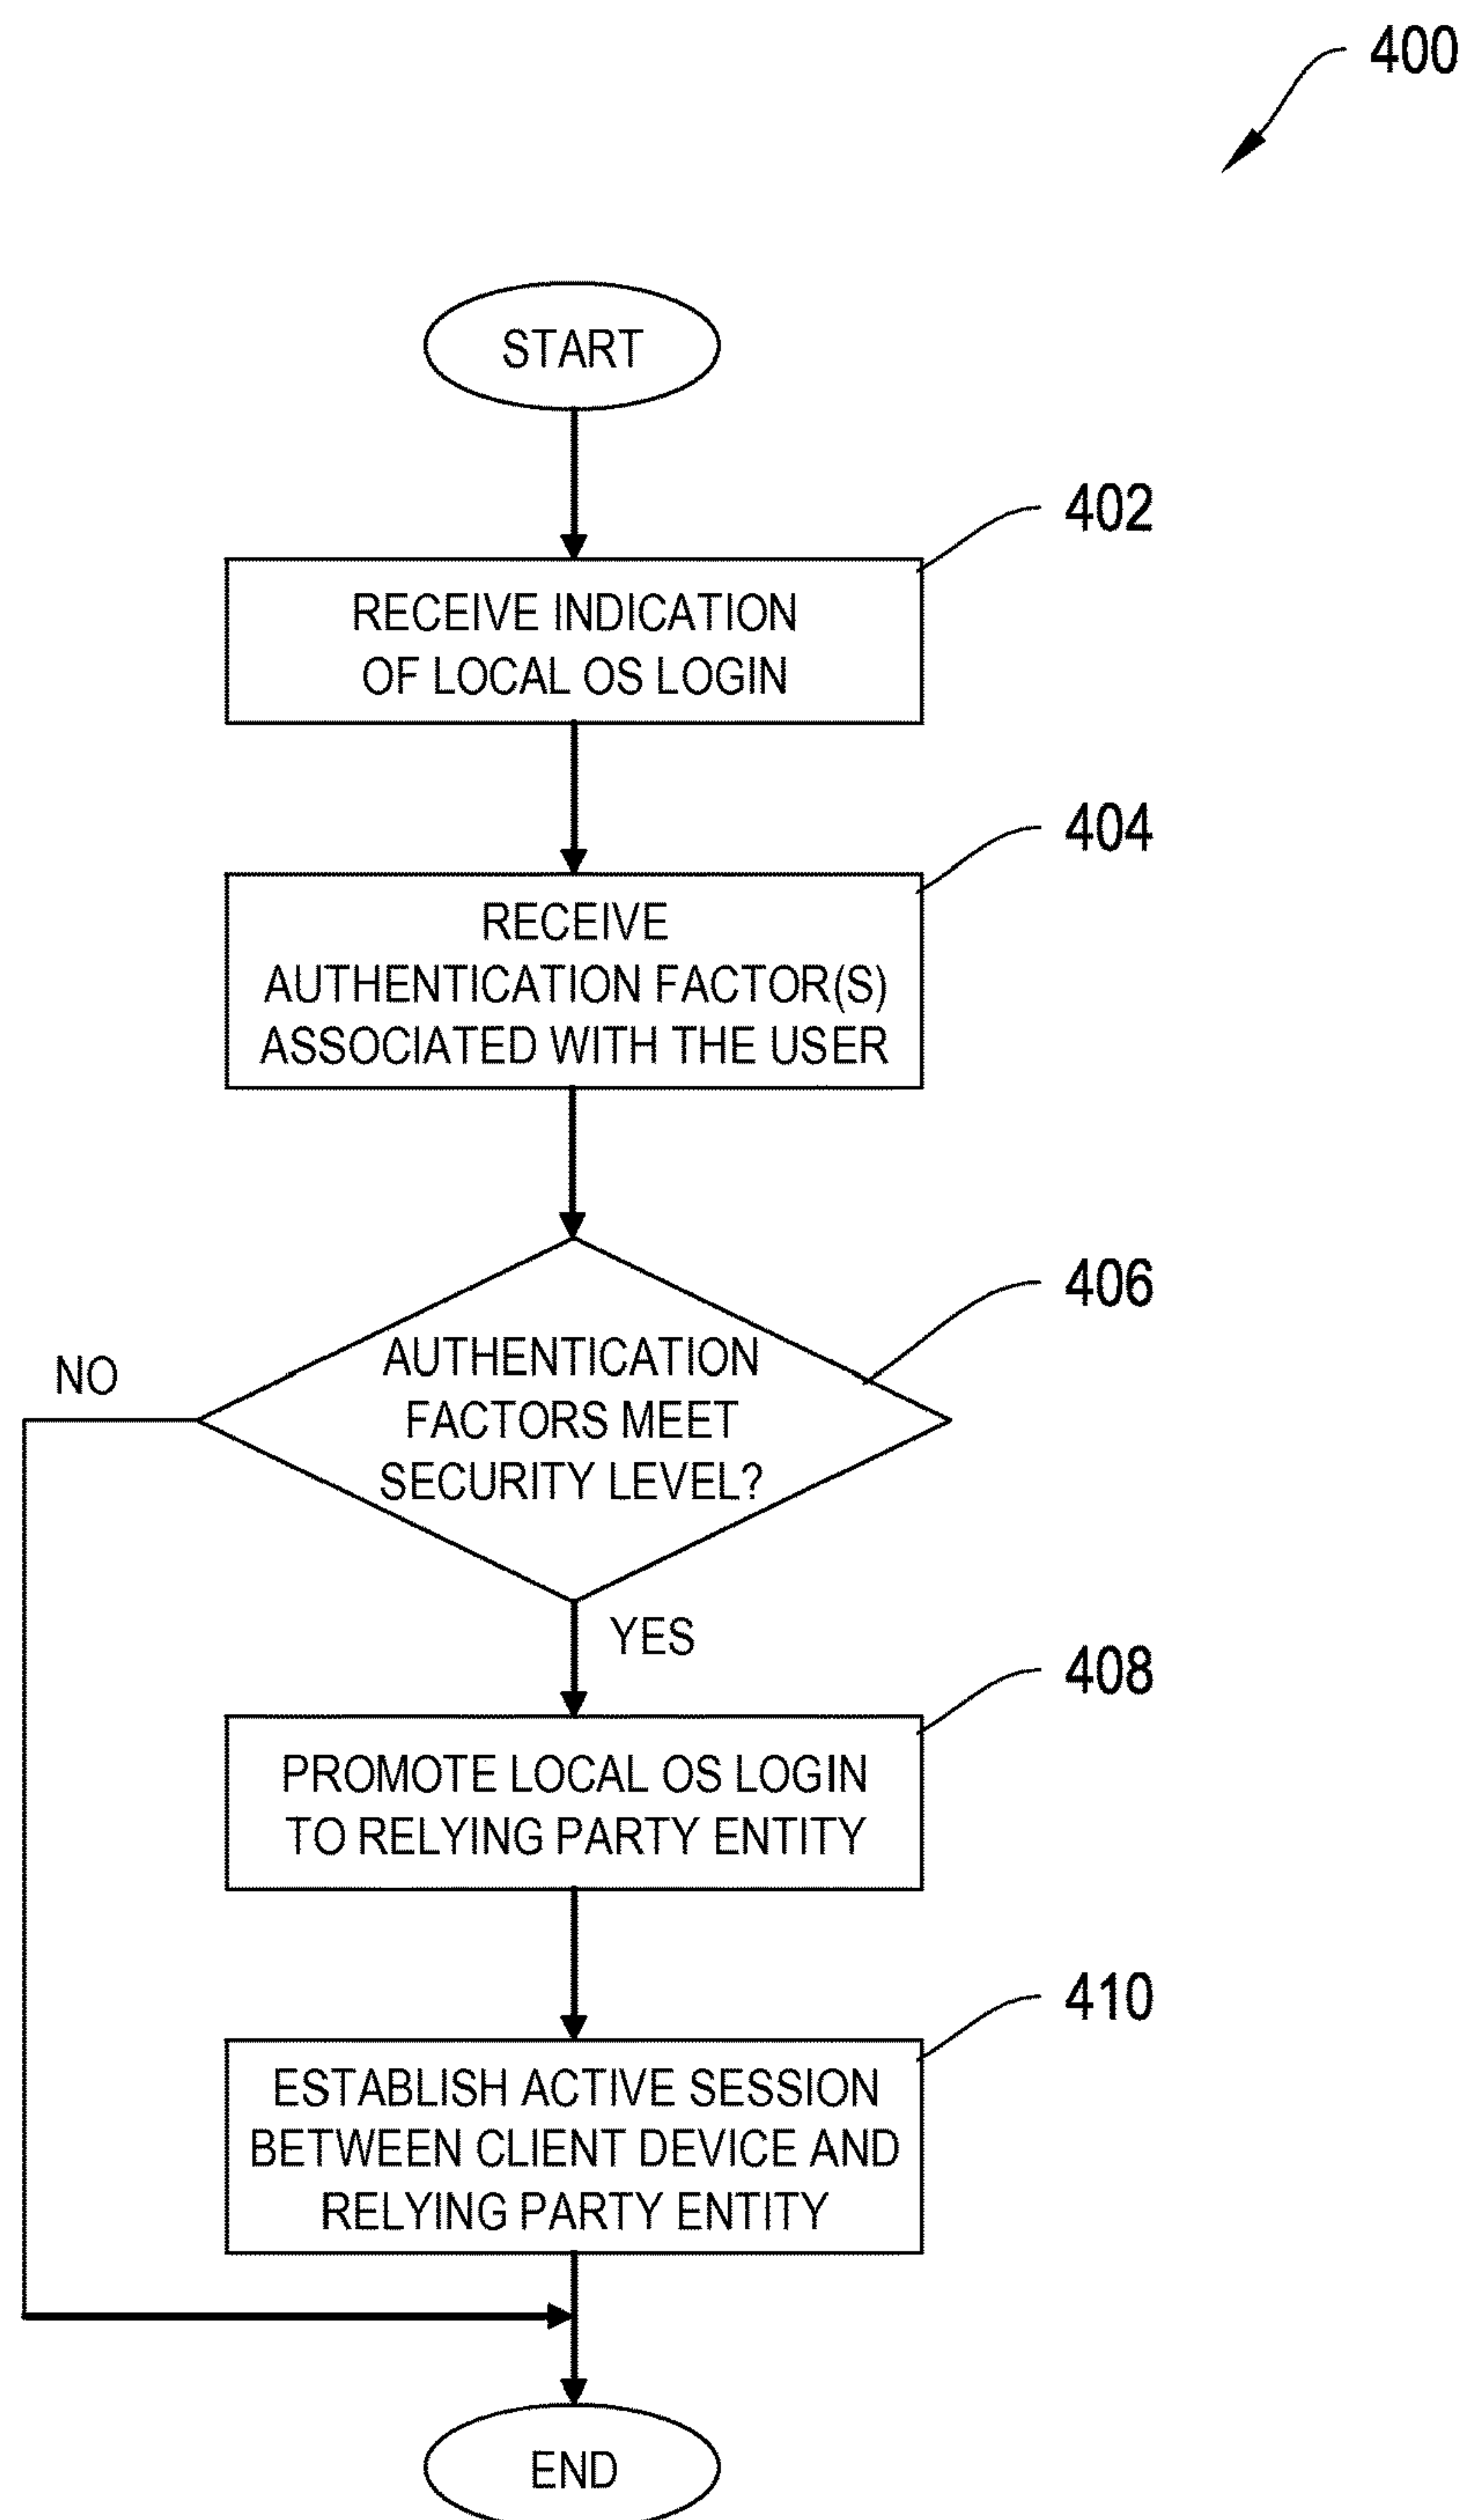 400
START
402
RECEIVE INDICATION
OF LOCAL OS LOGIN
404
RECEIVE
AUTHENTICATION FACTOR(S)
ASSOCIATED WITH THE USER
406
AUTHENTICATION
FACTORS MEET
SECURITY LEVEL?
NO
YES
408
PROMOTE LOCAL OS LOGIN
TO RELYING PARTY ENTITY
410
ESTABLISH ACTIVE SESSION
BETWEEN CLIENT DEVICE AND
RELYING PARTY ENTITY
END